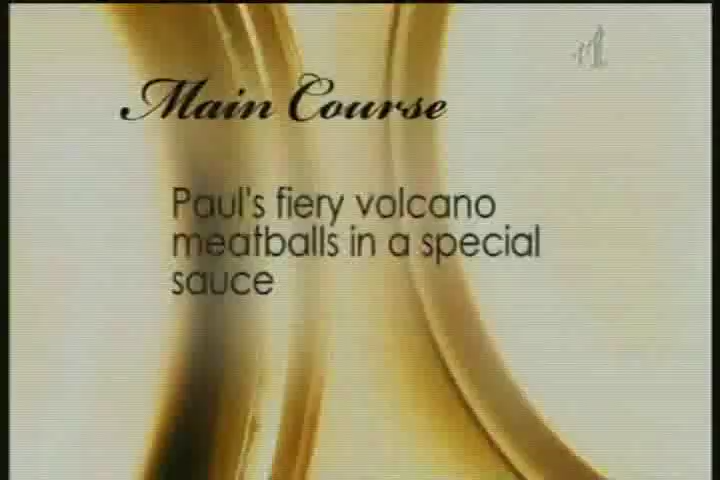 Main Course
Paul's fiery volcano
meatballs in a special
sauce